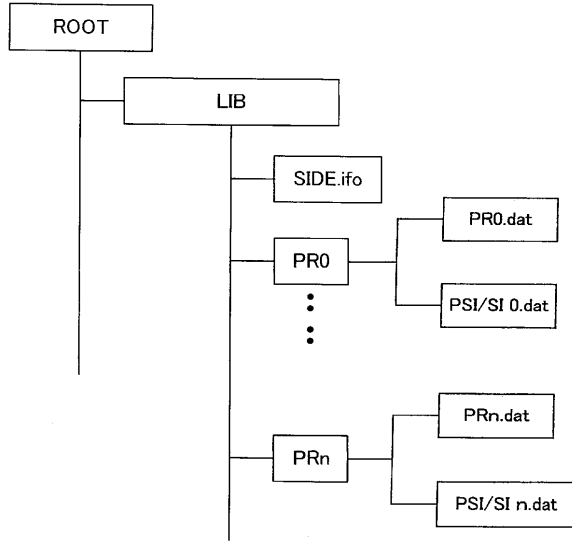 ROOT
LIB
SIDE.ifo
PR0
PR0.dat
PSI/SI 0.dat
PRn
PRn.dat
PSI/SI n.dat